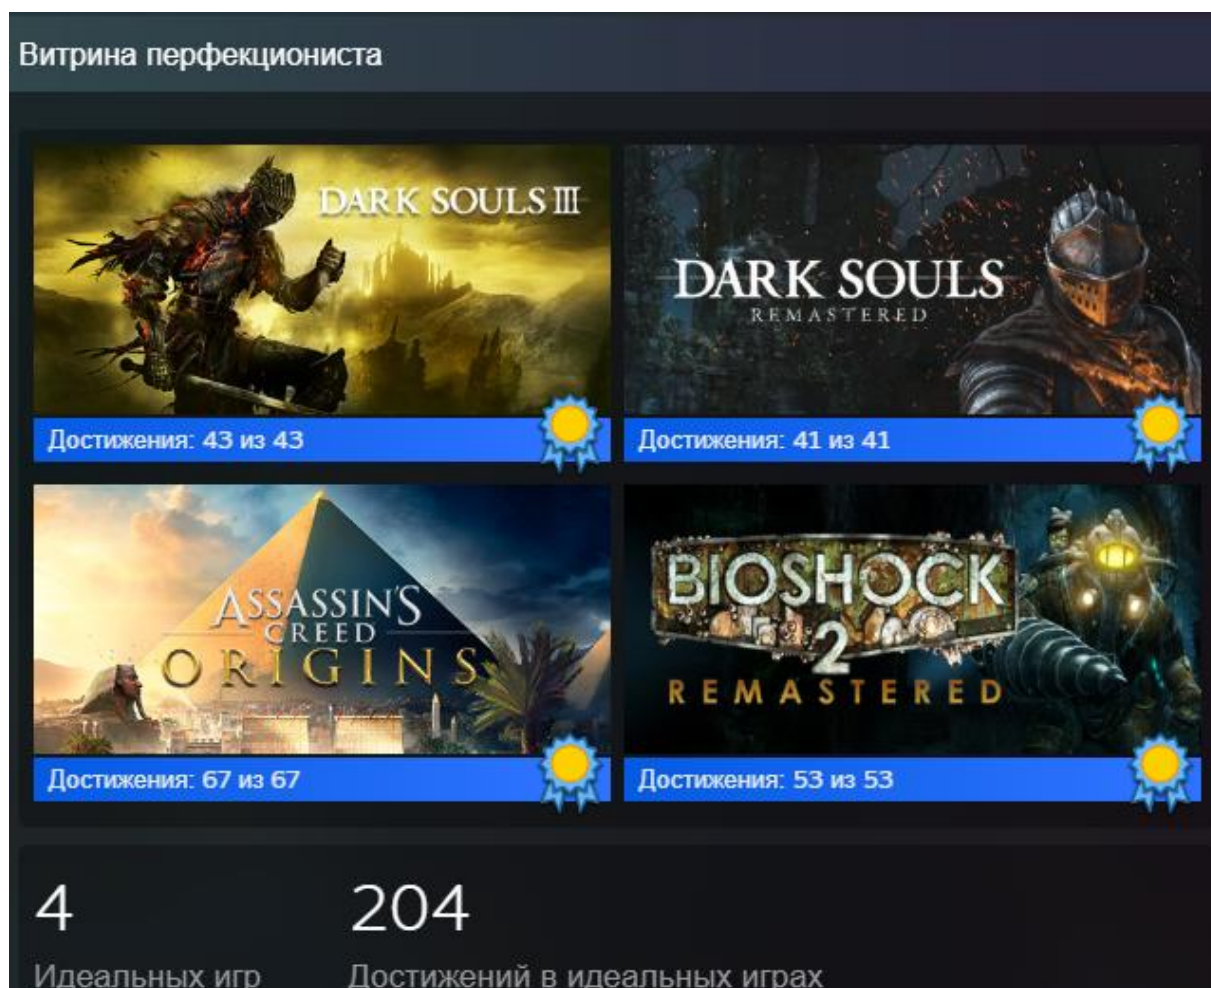 Витрина перфекциониста
DARK SOULS III
DARK SOULS
REMASTERED
Достижения: 43 из 43
Достижения: 41 из 41
ASSASSIN'S
CREED
ORIGINS
BIOSHOCK
2
REMASTERED
Достижения: 67 из 67
Достижения: 53 из 53
4
204
Идеальных игр
Достижений в идеальных играх